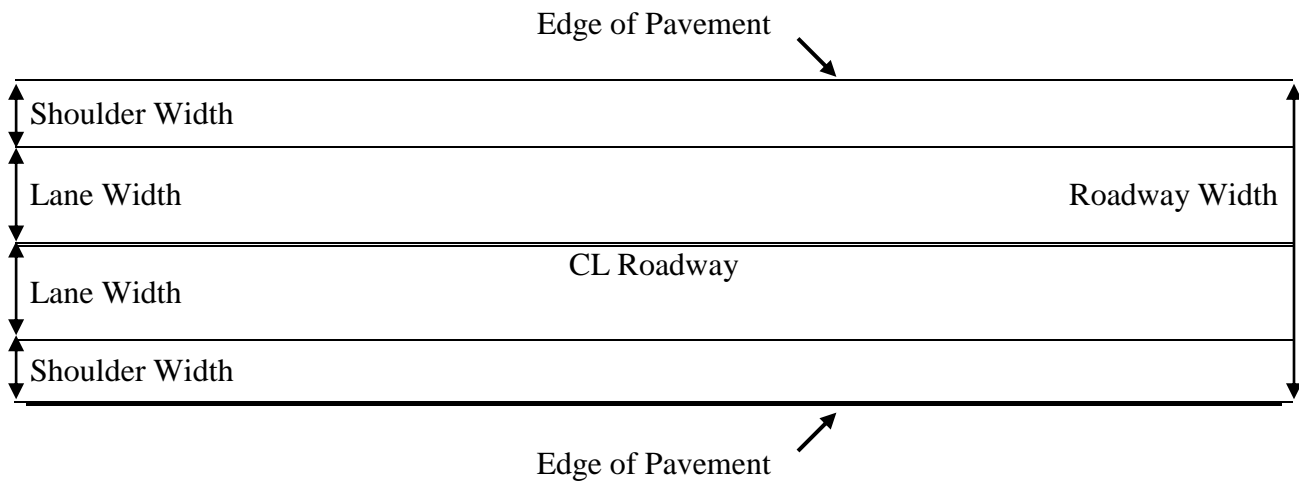 Edge of Pavement
Shoulder Width
Lane Width
Roadway Width
CL Roadway
Lane Width
Shoulder Width
Edge of Pavement